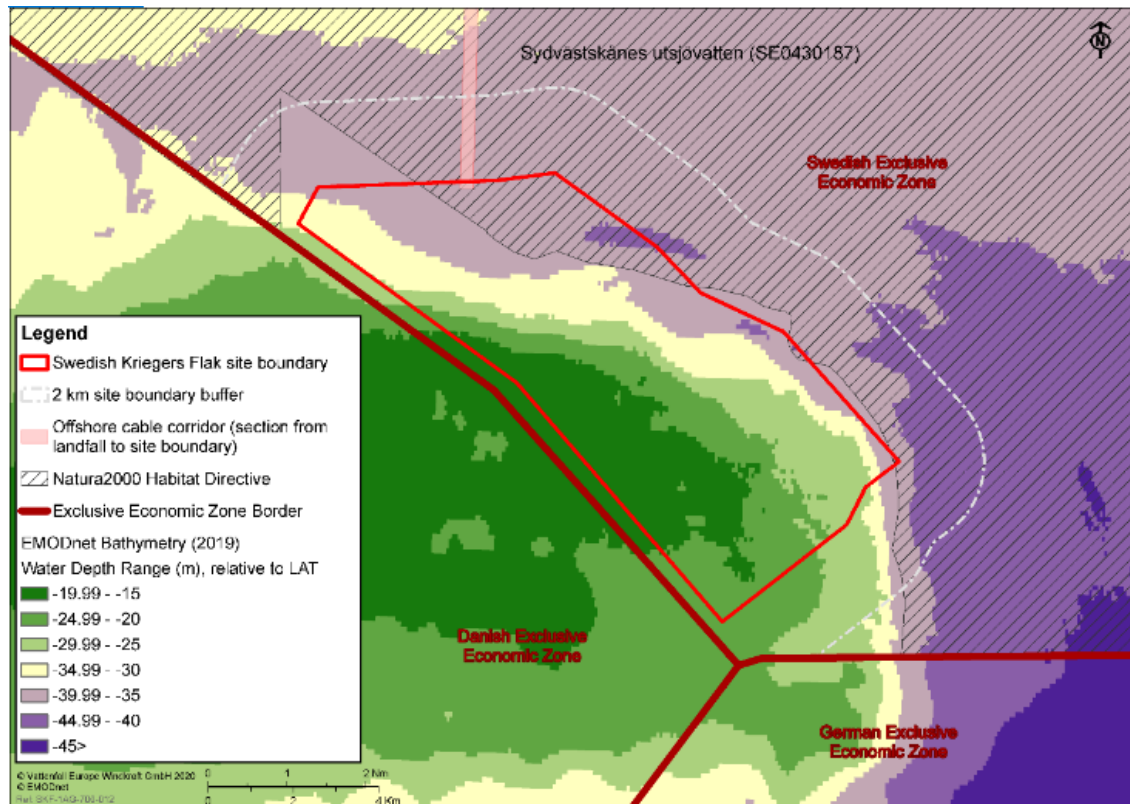 Sydvästskånes utsjövatten (SE0430187)
N
Swedish Exclusive
Economic Zone
Legend
Swedish Kriegers Flak site boundary
2 km site boundary buffer
Offshore cable corridor (section from
landfall to site boundary)
Natura2000 Habitat Directive
Exclusive Economic Zone Border
EMODnet Bathymetry (2019)
Water Depth Range (m), relative to LAT
-19.99 - -15
-24.99 - -20
-29.99 - -25
-34.99 - -30
-39.99 - -35
-44.99 - -40
-45>
Danish Exclusive
Economic Zone
German Exclusive
Economic Zone
© Vattenfall Europe Windkraft GmbH 2020
© EMODnet
0 1 2 Nm
0 2 4 Km